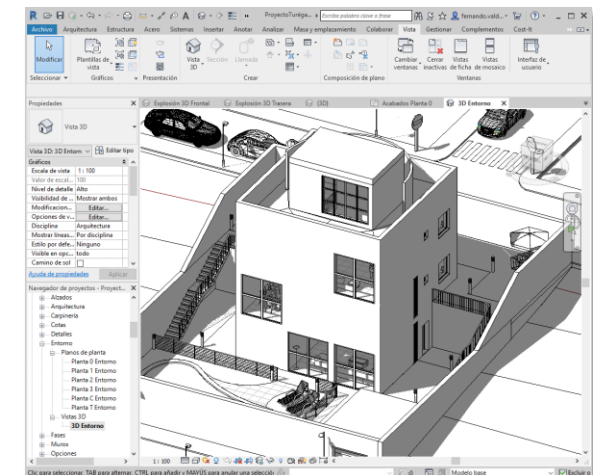 ProyectoTuréga...
Escribe palabra clave o frase
fernando.vald...
Archivo Arquitectura Estructura Acero Sistemas Insertar Anotar Analizar Masa y emplazamiento Colaborar Vista Gestionar Complementos Cost-It
Modificar
Plantillas de vista
Vista 3D
Sección
Llamada
Cambiar ventanas
Cerrar inactivas
Vistas de ficha
Vistas de mosaico
Interfaz de usuario
Seleccionar Gráficos Presentación Crear Composición de plano Ventanas
Propiedades
Explosión 3D Frontal
Explosión 3D Trasera
{3D}
Acabados Planta 0
3D Entorno
Vista 3D
Vista 3D: 3D Entorn
Editar tipo
Gráficos
Escala de vista 1 : 100
Valor de escal... 100
Nivel de detalle Alto
Visibilidad de ... Mostrar ambos
Modificacion... Editar...
Opciones de v... Editar...
Disciplina Arquitectura
Mostrar líneas... Por disciplina
Estilo por defe... Ninguno
Visible en opc... todo
Camino de sol
Ayuda de propiedades Aplicar
Navegador de proyectos - Proyect...
Alzados
Arquitectura
Carpinería
Cotas
Detalles
Entorno
Planos de planta
Planta 0 Entorno
Planta 1 Entorno
Planta 2 Entorno
Planta 3 Entorno
Planta C Entorno
Planta T Entorno
Vistas 3D
3D Entorno
Fases
Muros
Opciones
1 : 100
Clic para seleccionar, TAB para alternar, CTRL para añadir y MAYÚS para anular una selecció
Modelo base
Excluir o